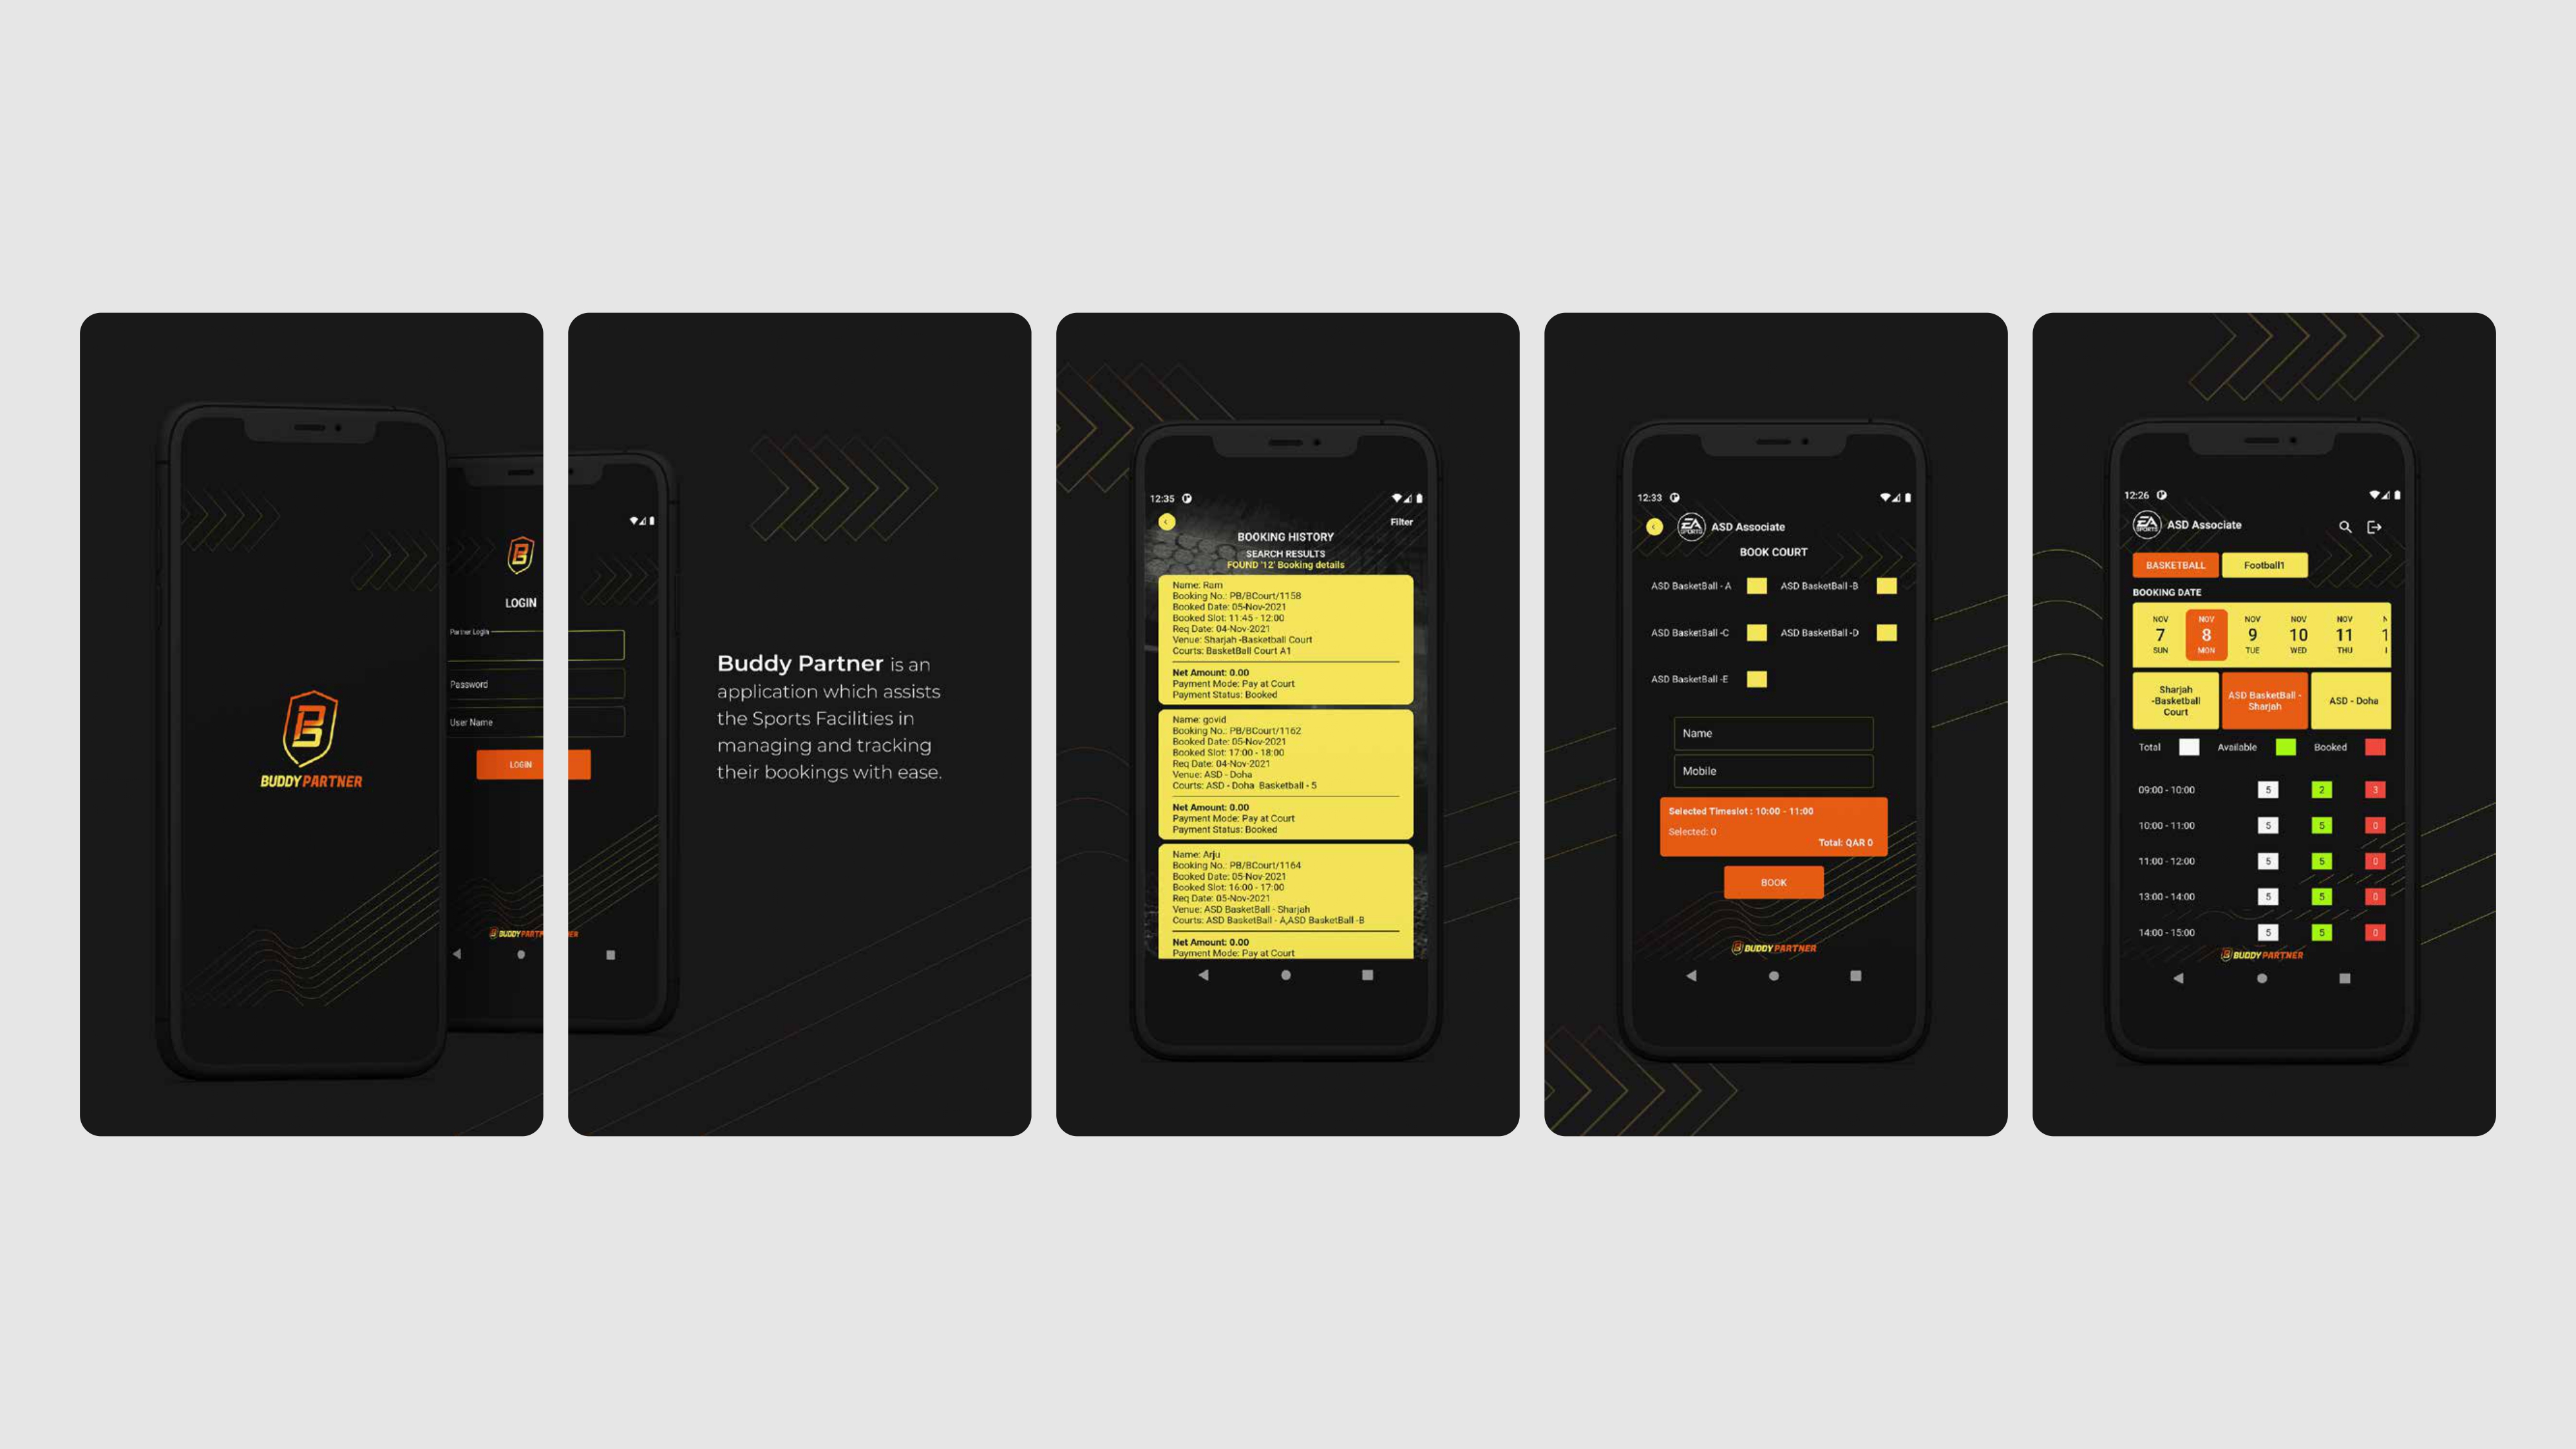 BUDDY PARTNER
LOGIN
Partner Login
Password
User Name
LOGIN
BUDDY PARTNER
Buddy Partner is an
application which assists
the Sports Facilities in
managing and tracking
their bookings with ease.
12:35
Filter
BOOKING HISTORY
SEARCH RESULTS
FOUND '12' Booking details
Name: Ram
Booking No.: PB/BCourt/1158
Booked Date: 05-Nov-2021
Booked Slot: 11:45 - 12:00
Req Date: 04-Nov-2021
Venue: Sharjah -Basketball Court
Courts: BasketBall Court A1
Net Amount: 0.00
Payment Mode: Pay at Court
Payment Status: Booked
Name: govid
Booking No.: PB/BCourt/1162
Booked Date: 05-Nov-2021
Booked Slot: 17:00 - 18:00
Req Date: 04-Nov-2021
Venue: ASD - Doha
Courts: ASD - Doha Basketball - 5
Net Amount: 0.00
Payment Mode: Pay at Court
Payment Status: Booked
Name: Arju
Booking No.: PB/BCourt/1164
Booked Date: 05-Nov-2021
Booked Slot: 16:00 - 17:00
Req Date: 05-Nov-2021
Venue: ASD BasketBall - Sharjah
Courts: ASD BasketBall - A,ASD BasketBall -B
Net Amount: 0.00
Payment Mode: Pay at Court
12:33
EA SPORTS ASD Associate
BOOK COURT
ASD BasketBall - A ASD BasketBall -B
ASD BasketBall -C ASD BasketBall -D
ASD BasketBall -E
Name
Mobile
Selected Timeslot : 10:00 - 11:00
Selected: 0
Total: QAR 0
BOOK
BUDDY PARTNER
12:26
EA SPORTS ASD Associate
BASKETBALL Football1
BOOKING DATE
NOV NOV NOV NOV NOV N
7 8 9 10 11 1
SUN MON TUE WED THU
Sharjah
-Basketball
Court
ASD BasketBall -
Sharjah
ASD - Doha
Total Available Booked
09:00 - 10:00 5 2 3
10:00 - 11:00 5 5 0
11:00 - 12:00 5 5 0
13:00 - 14:00 5 5 0
14:00 - 15:00 5 5 0
BUDDY PARTNER